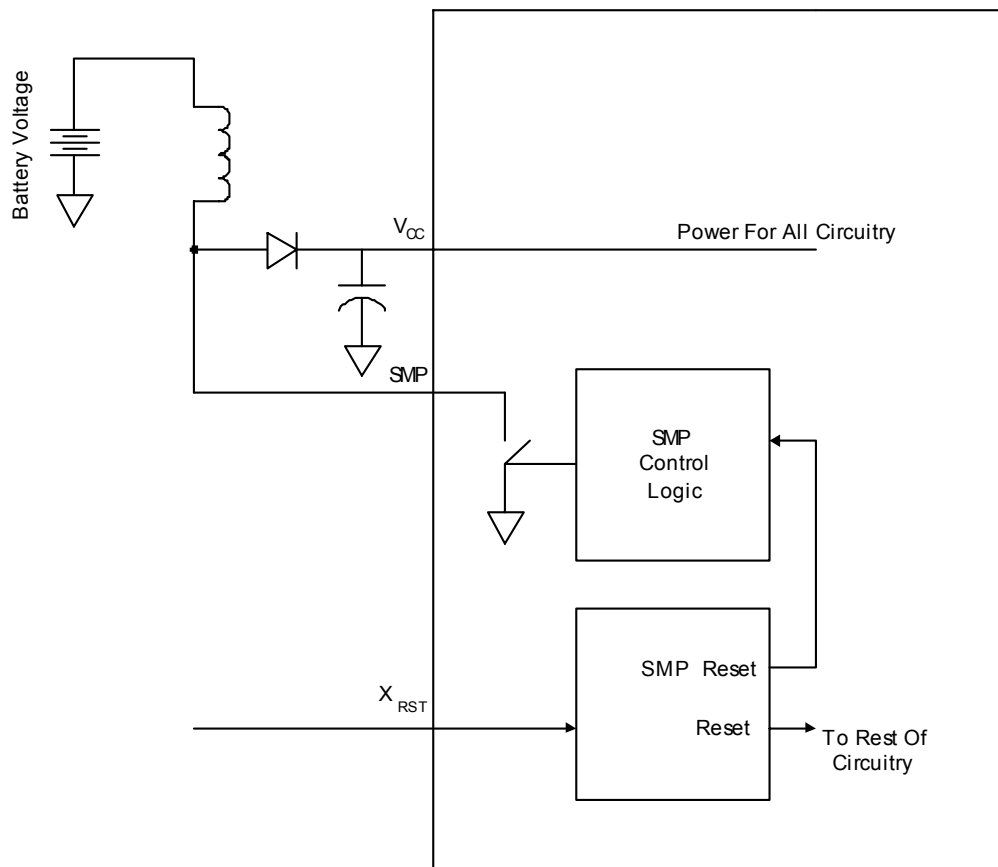 Battery Voltage
VCC
Power For All Circuitry
SMP
SMP
Control
Logic
SMP Reset
XRST
Reset
To Rest Of
Circuitry